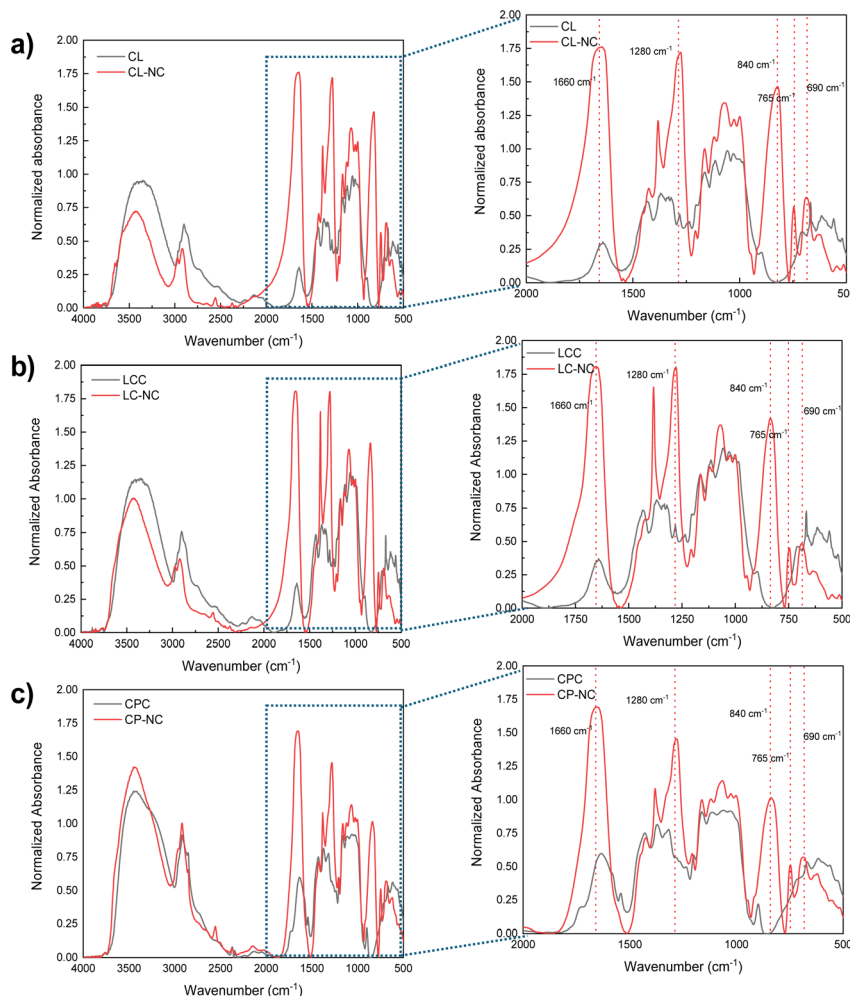 a)
CL
CL-NC
Normalized absorbance
2.00
1.75
1.50
1.25
1.00
0.75
0.50
0.25
0.00
4000 3500 3000 2500 2000 1500 1000 500
Wavenumber (cm-1)
CL
CL-NC
1660 cm-1
1280 cm-1
840 cm-1
765 cm-1
690 cm-1
Normalized absorbance
2.00
1.75
1.50
1.25
1.00
0.75
0.50
0.25
0.00
2000 1500 1000 50
Wavenumber (cm-1)
b)
LCC
LC-NC
Normalized Absorbance
2.00
1.75
1.50
1.25
1.00
0.75
0.50
0.25
0.00
4000 3500 3000 2500 2000 1500 1000 500
Wavenumber (cm-1)
LCC
LC-NC
1660 cm-1
1280 cm-1
840 cm-1
765 cm-1
690 cm-1
Normalized Absorbance
2.00
1.75
1.50
1.25
1.00
0.75
0.50
0.25
0.00
2000 1750 1500 1250 1000 750 500
Wavenumber (cm-1)
c)
CPC
CP-NC
Normalized Absorbance
2.00
1.75
1.50
1.25
1.00
0.75
0.50
0.25
0.00
4000 3500 3000 2500 2000 1500 1000 500
Wavenumber (cm-1)
CPC
CP-NC
1660 cm-1
1280 cm-1
840 cm-1
765 cm-1
690 cm-1
Normalized Absorbance
2.00
1.75
1.50
1.25
1.00
0.75
0.50
0.25
0.00
2000 1500 1000 500
Wavenumber (cm-1)